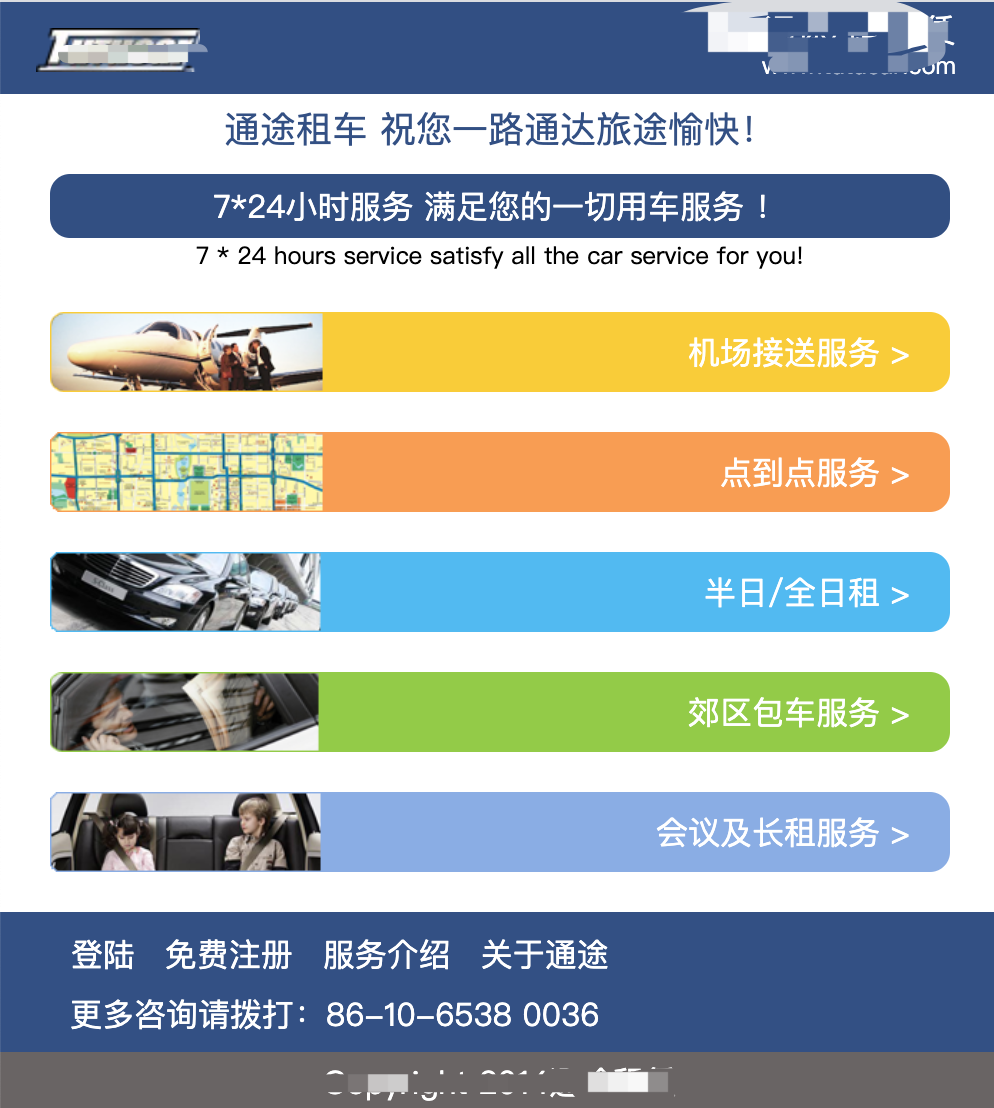 通途租车 祝您一路通达旅途愉快！
7*24小时服务 满足您的一切用车服务 ！
7 * 24 hours service satisfy all the car service for you!
机场接送服务 >
点到点服务 >
半日/全日租 >
郊区包车服务 >
会议及长租服务 >
登陆 免费注册 服务介绍 关于通途
更多咨询请拨打：86-10-6538 0036